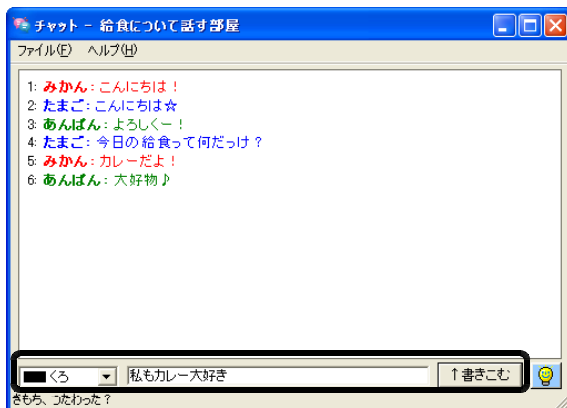 チャット - 給食について話す部屋
ファイル(F) ヘルプ(H)
1: みかん: こんにちは！
2: たまご: こんにちは☆
3: あんぱん: よろしくー！
4: たまご: 今日の給食って何だっけ？
5: みかん: カレーだよ！
6: あんぱん: 大好物♪
くろ 私もカレー大好き ↑書きこむ
きもち、つたわった？